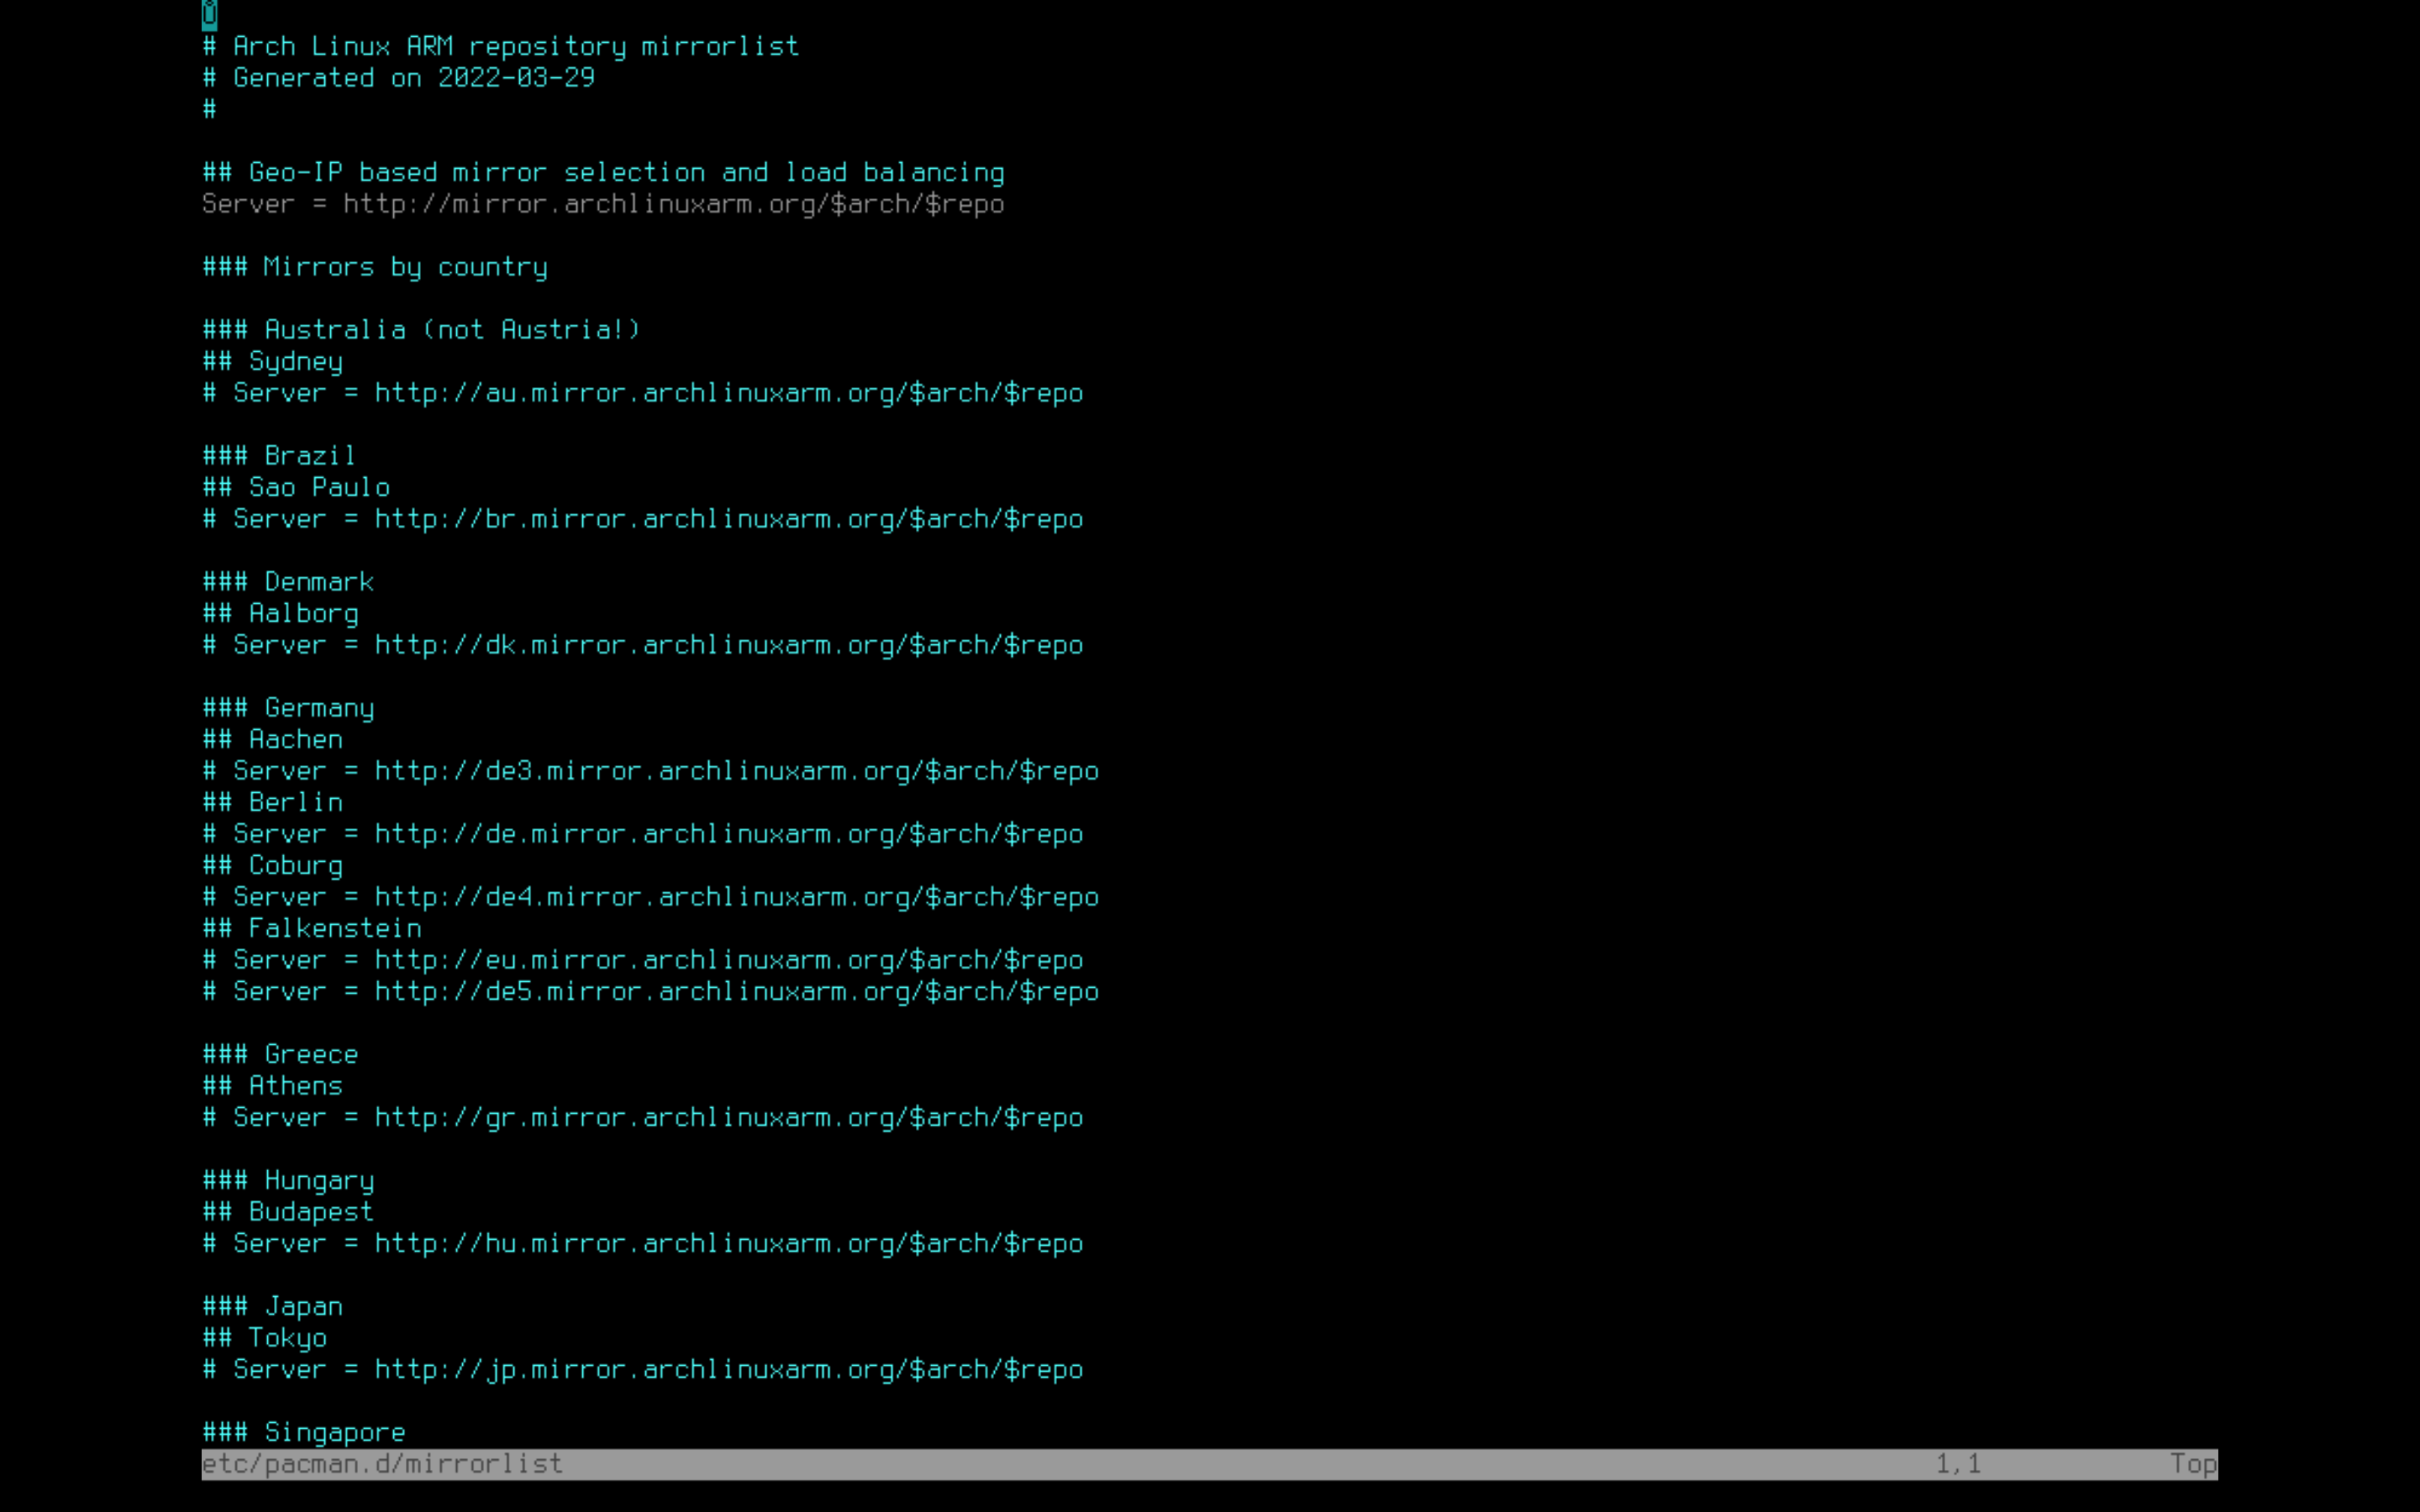 #
# Arch Linux ARM repository mirrorlist
# Generated on 2022-03-29
#
## Geo-IP based mirror selection and load balancing
Server = http://mirror.archlinuxarm.org/$arch/$repo
### Mirrors by country
### Australia (not Austria!)
## Sydney
# Server = http://au.mirror.archlinuxarm.org/$arch/$repo
### Brazil
## Sao Paulo
# Server = http://br.mirror.archlinuxarm.org/$arch/$repo
### Denmark
## Aalborg
# Server = http://dk.mirror.archlinuxarm.org/$arch/$repo
### Germany
## Aachen
# Server = http://de3.mirror.archlinuxarm.org/$arch/$repo
## Berlin
# Server = http://de.mirror.archlinuxarm.org/$arch/$repo
## Coburg
# Server = http://de4.mirror.archlinuxarm.org/$arch/$repo
## Falkenstein
# Server = http://eu.mirror.archlinuxarm.org/$arch/$repo
# Server = http://de5.mirror.archlinuxarm.org/$arch/$repo
### Greece
## Athens
# Server = http://gr.mirror.archlinuxarm.org/$arch/$repo
### Hungary
## Budapest
# Server = http://hu.mirror.archlinuxarm.org/$arch/$repo
### Japan
## Tokyo
# Server = http://jp.mirror.archlinuxarm.org/$arch/$repo
### Singapore
etc/pacman.d/mirrorlist 1,1 Top